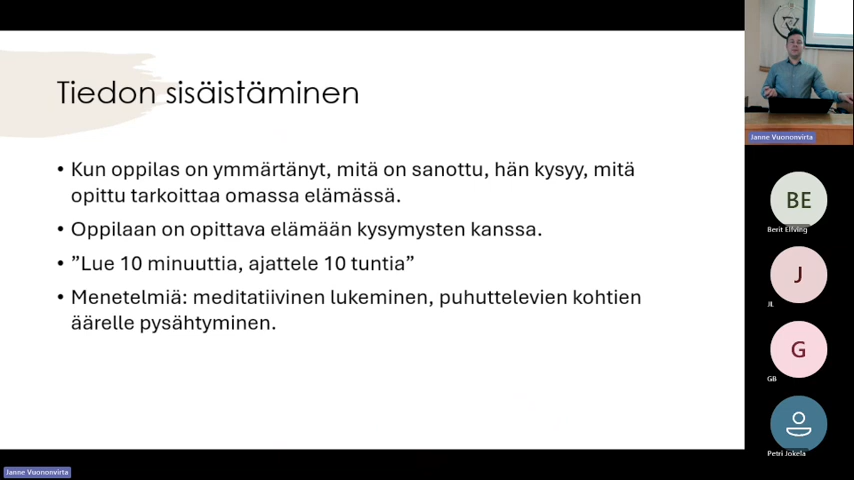 Tiedon sisäistäminen
• Kun oppilas on ymmärtänyt, mitä on sanottu, hän kysyy, mitä
opittu tarkoittaa omassa elämässä.
• Oppilaan on opittava elämään kysymysten kanssa.
• ”Lue 10 minuuttia, ajattele 10 tuntia”
• Menetelmiä: meditatiivinen lukeminen, puhuttelevien kohtien
äärelle pysähtyminen.
Janne Vuononvirta
BE
Berit Elfving
J
JL
G
GB
Petri Jokela
Janne Vuononvirta